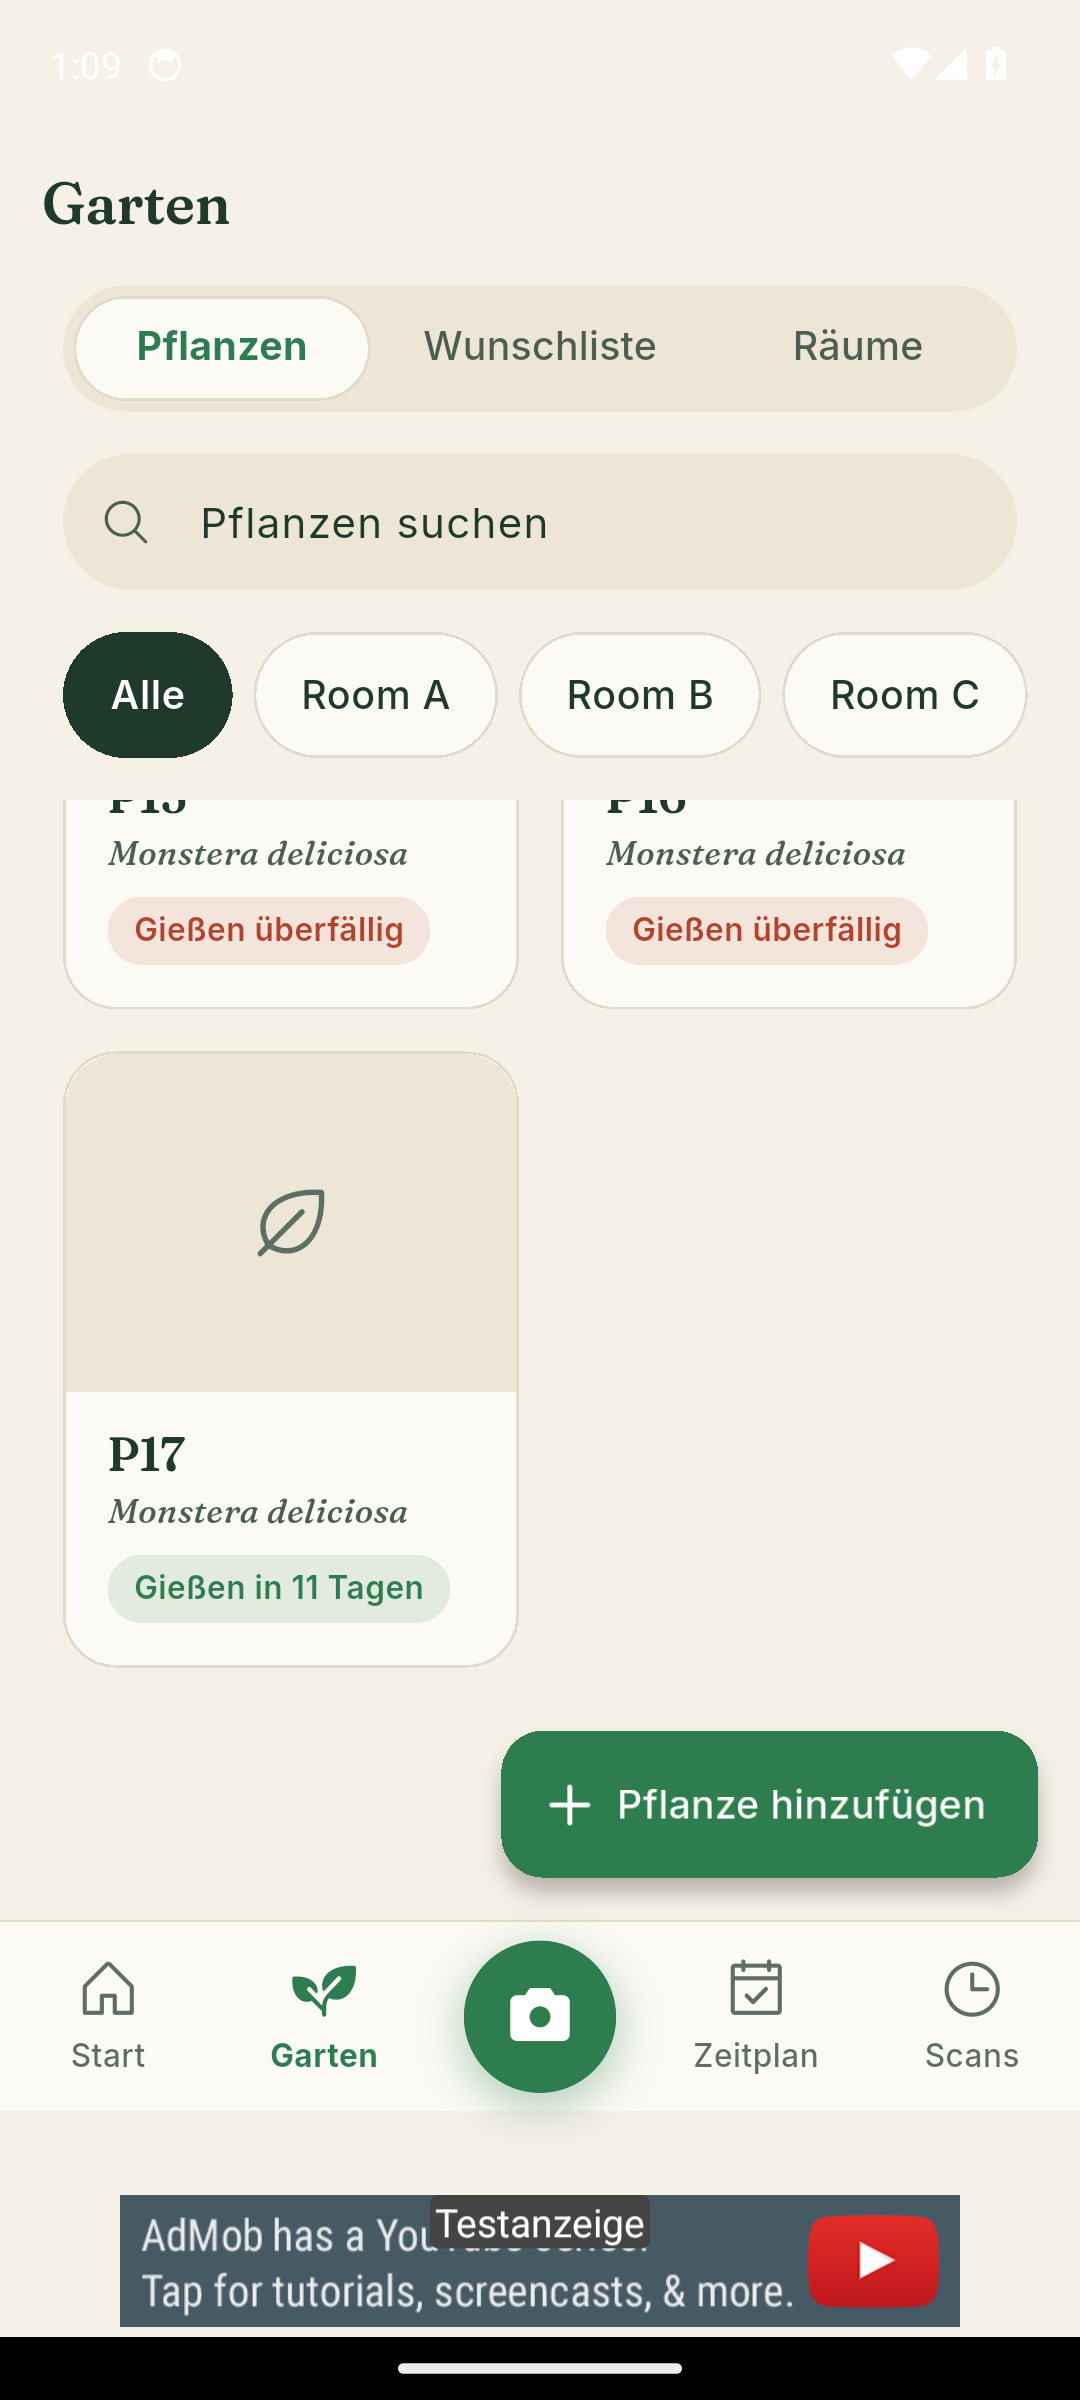 1:09
Garten
Pflanzen Wunschliste Räume
Pflanzen suchen
Alle Room A Room B Room C
P15 P16
Monstera deliciosa Monstera deliciosa
Gießen überfällig Gießen überfällig
P17
Monstera deliciosa
Gießen in 11 Tagen
Pflanze hinzufügen
Start Garten Zeitplan Scans
Testanzeige
AdMob has a
Tap for tutorials, screencasts, & more.